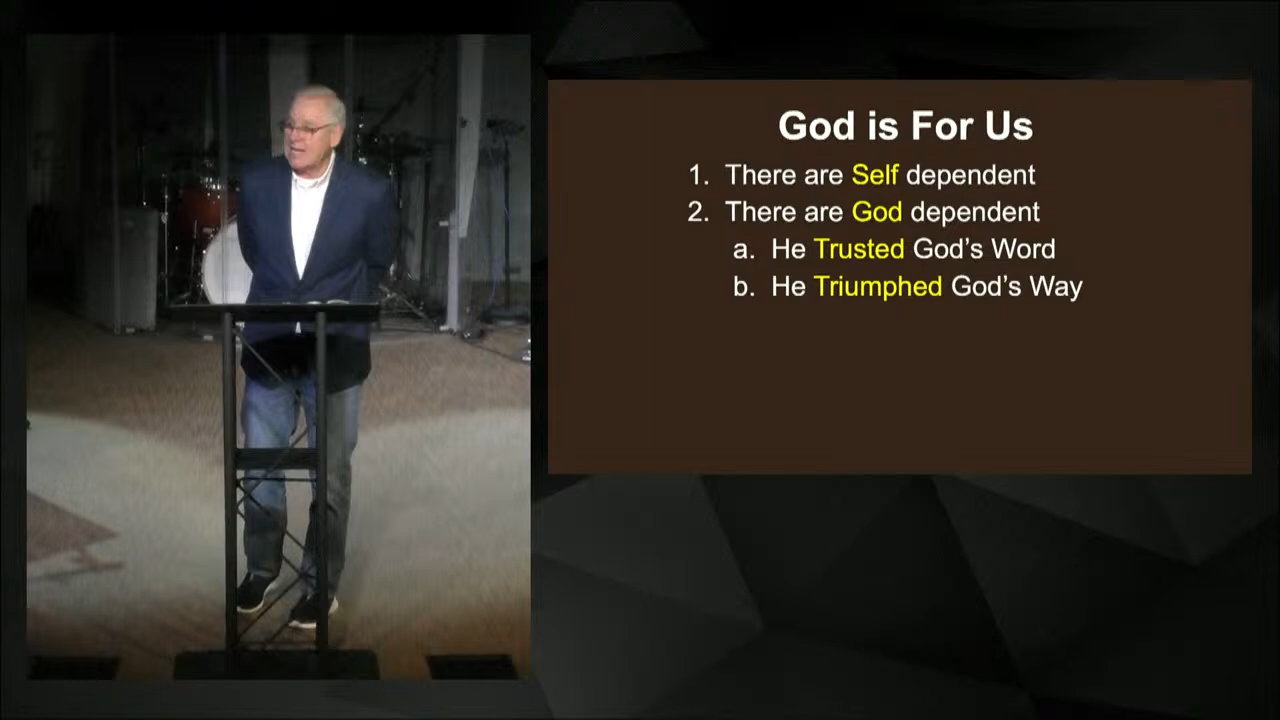 God is For Us
1. There are Self dependent
2. There are God dependent
a. He Trusted God’s Word
b. He Triumphed God’s Way